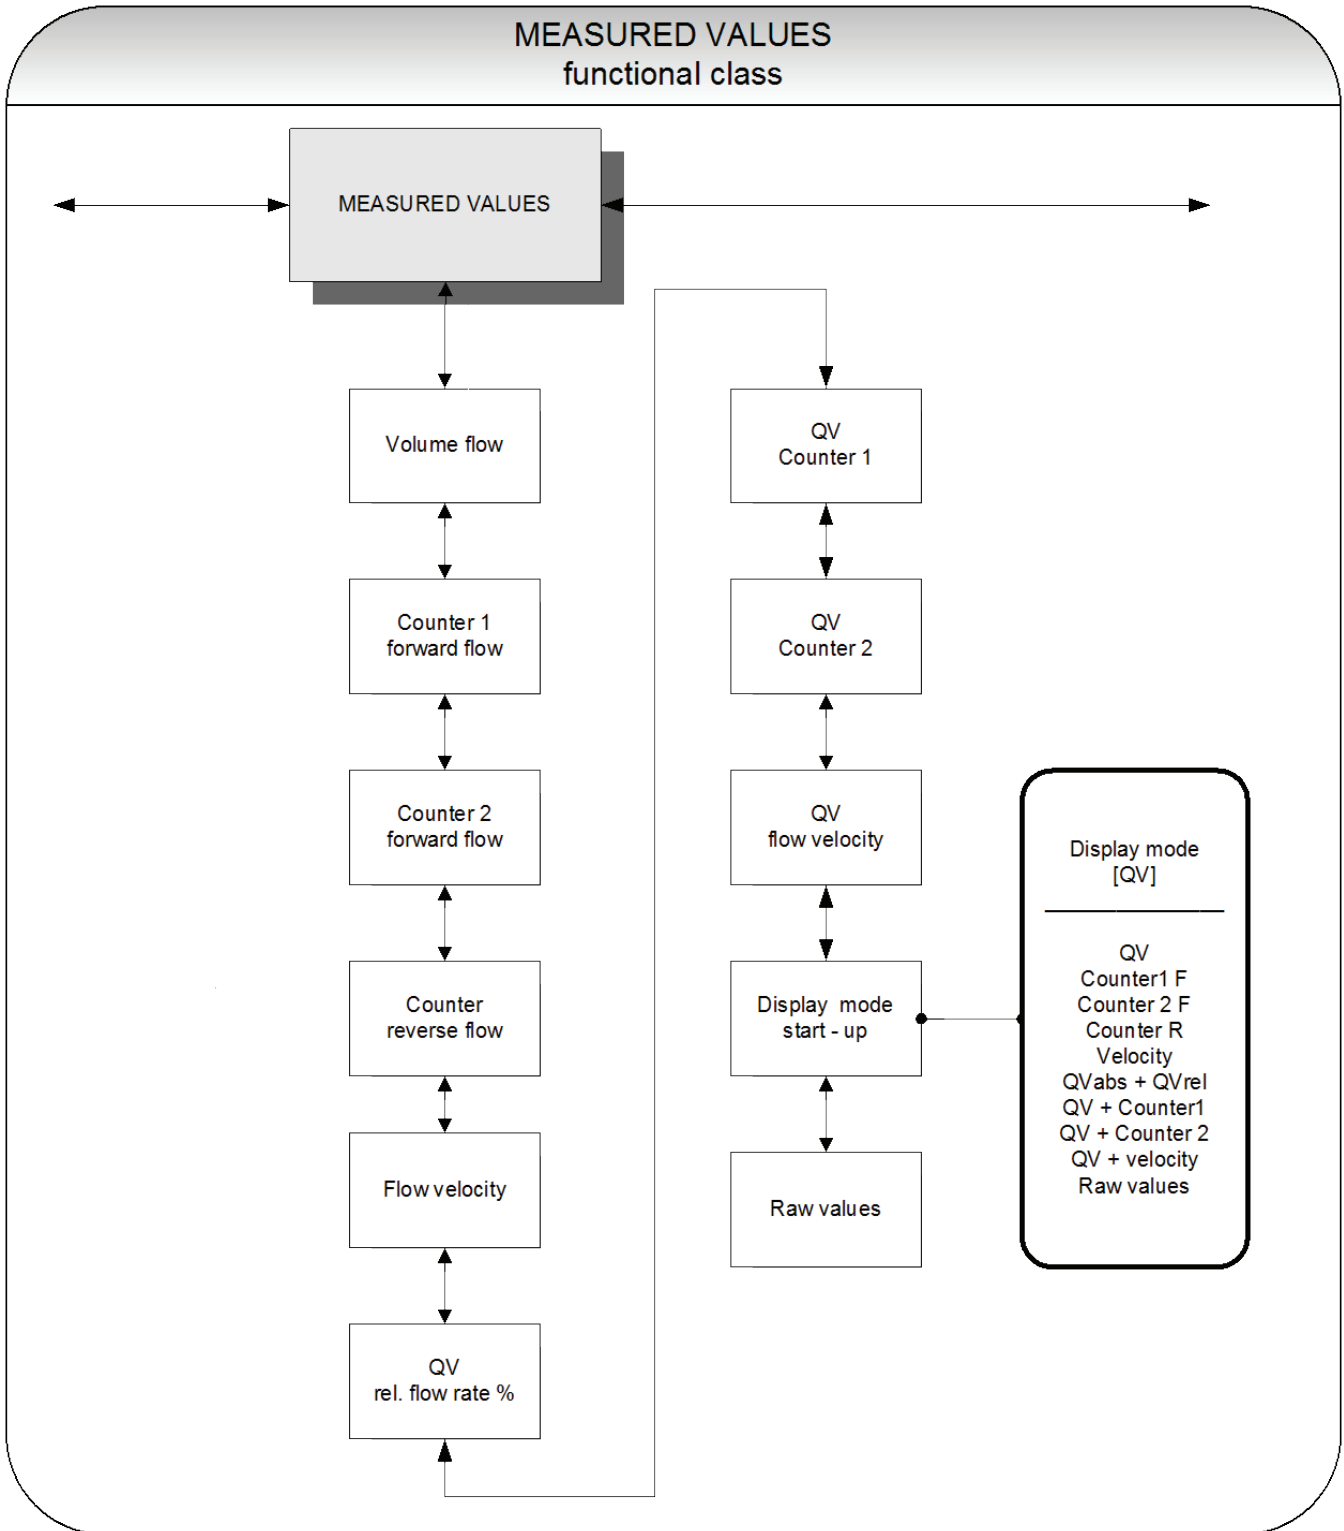 MEASURED VALUES
functional class
MEASURED VALUES
Volume flow
Counter 1
forward flow
Counter 2
forward flow
Counter
reverse flow
Flow velocity
QV
rel. flow rate %
QV
Counter 1
QV
Counter 2
QV
flow velocity
Display mode
start - up
Raw values
Display mode
[QV]
QV
Counter1 F
Counter 2 F
Counter R
Velocity
QVabs + QVrel
QV + Counter1
QV + Counter 2
QV + velocity
Raw values